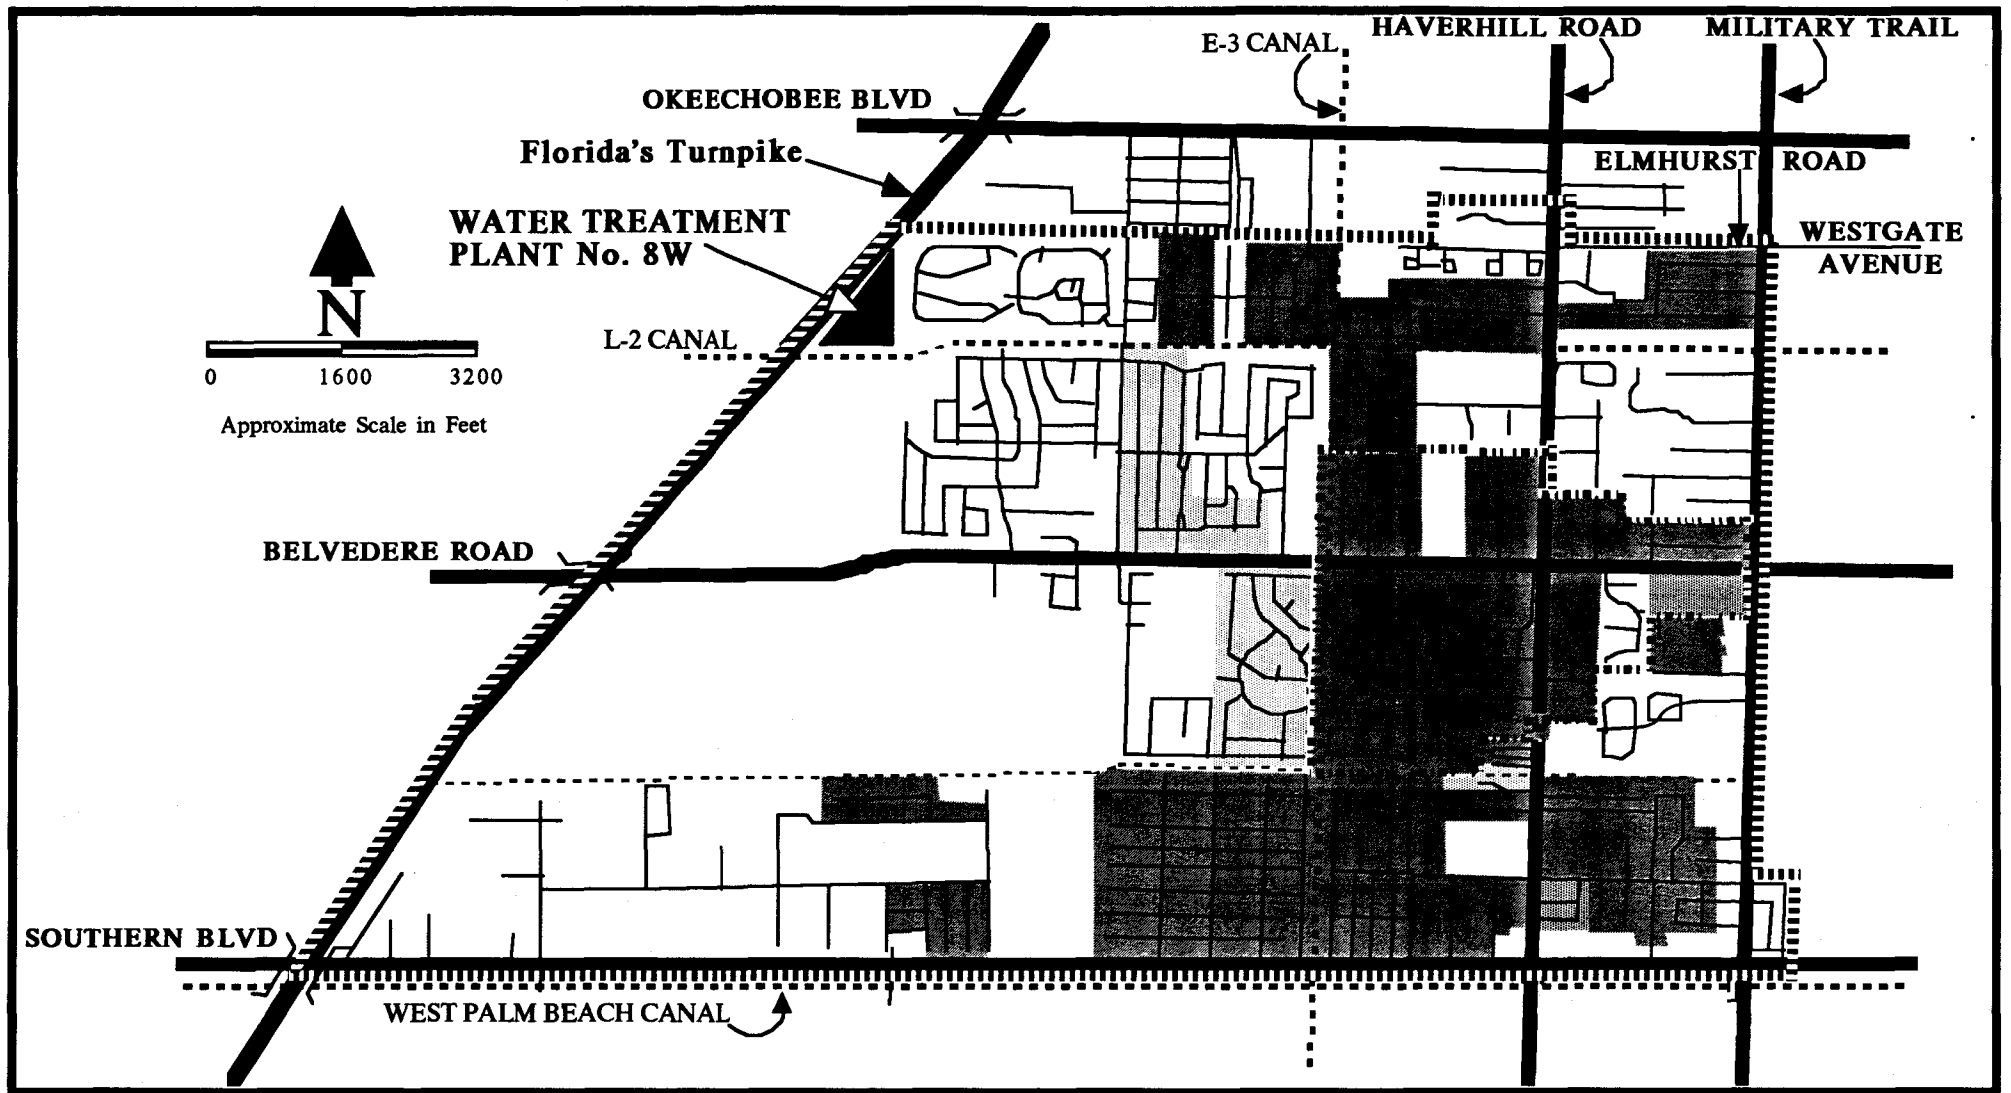 HAVERHILL ROAD
MILITARY TRAIL
E-3 CANAL
OKEECHOBEE BLVD
Florida's Turnpike
ELMHURST ROAD
WATER TREATMENT
PLANT No. 8W
WESTGATE
AVENUE
N
L-2 CANAL
0 1600 3200
Approximate Scale in Feet
BELVEDERE ROAD
SOUTHERN BLVD
WEST PALM BEACH CANAL